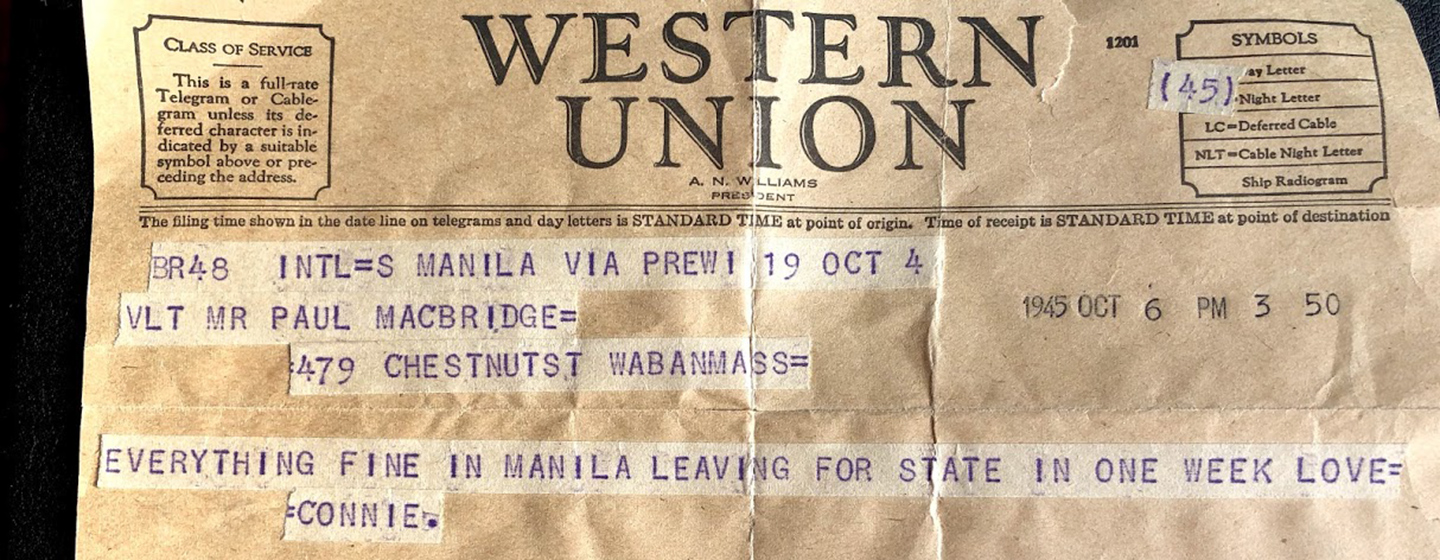 WESTERN
UNION
1201
A. N. WILLIAMS
PRESIDENT
CLASS OF SERVICE
This is a full-rate
Telegram or Cable-
gram unless its de-
ferred character is in-
dicated by a suitable
symbol above or pre-
ceding the address.
SYMBOLS
(45)
ay Letter
Night Letter
LC=Deferred Cable
NLT=Cable Night Letter
Ship Radiogram
The filing time shown in the date line on telegrams and day letters is STANDARD TIME at point of origin. Time of receipt is STANDARD TIME at point of destination
BR48 INTL=S MANILA VIA PREWI 19 OCT 4
VLT MR PAUL MACBRIDGE=
1945 OCT 6 PM 3 50
:479 CHESTNUTST WABANMASS=
EVERYTHING FINE IN MANILA LEAVING FOR STATE IN ONE WEEK LOVE=
=CONNIE.